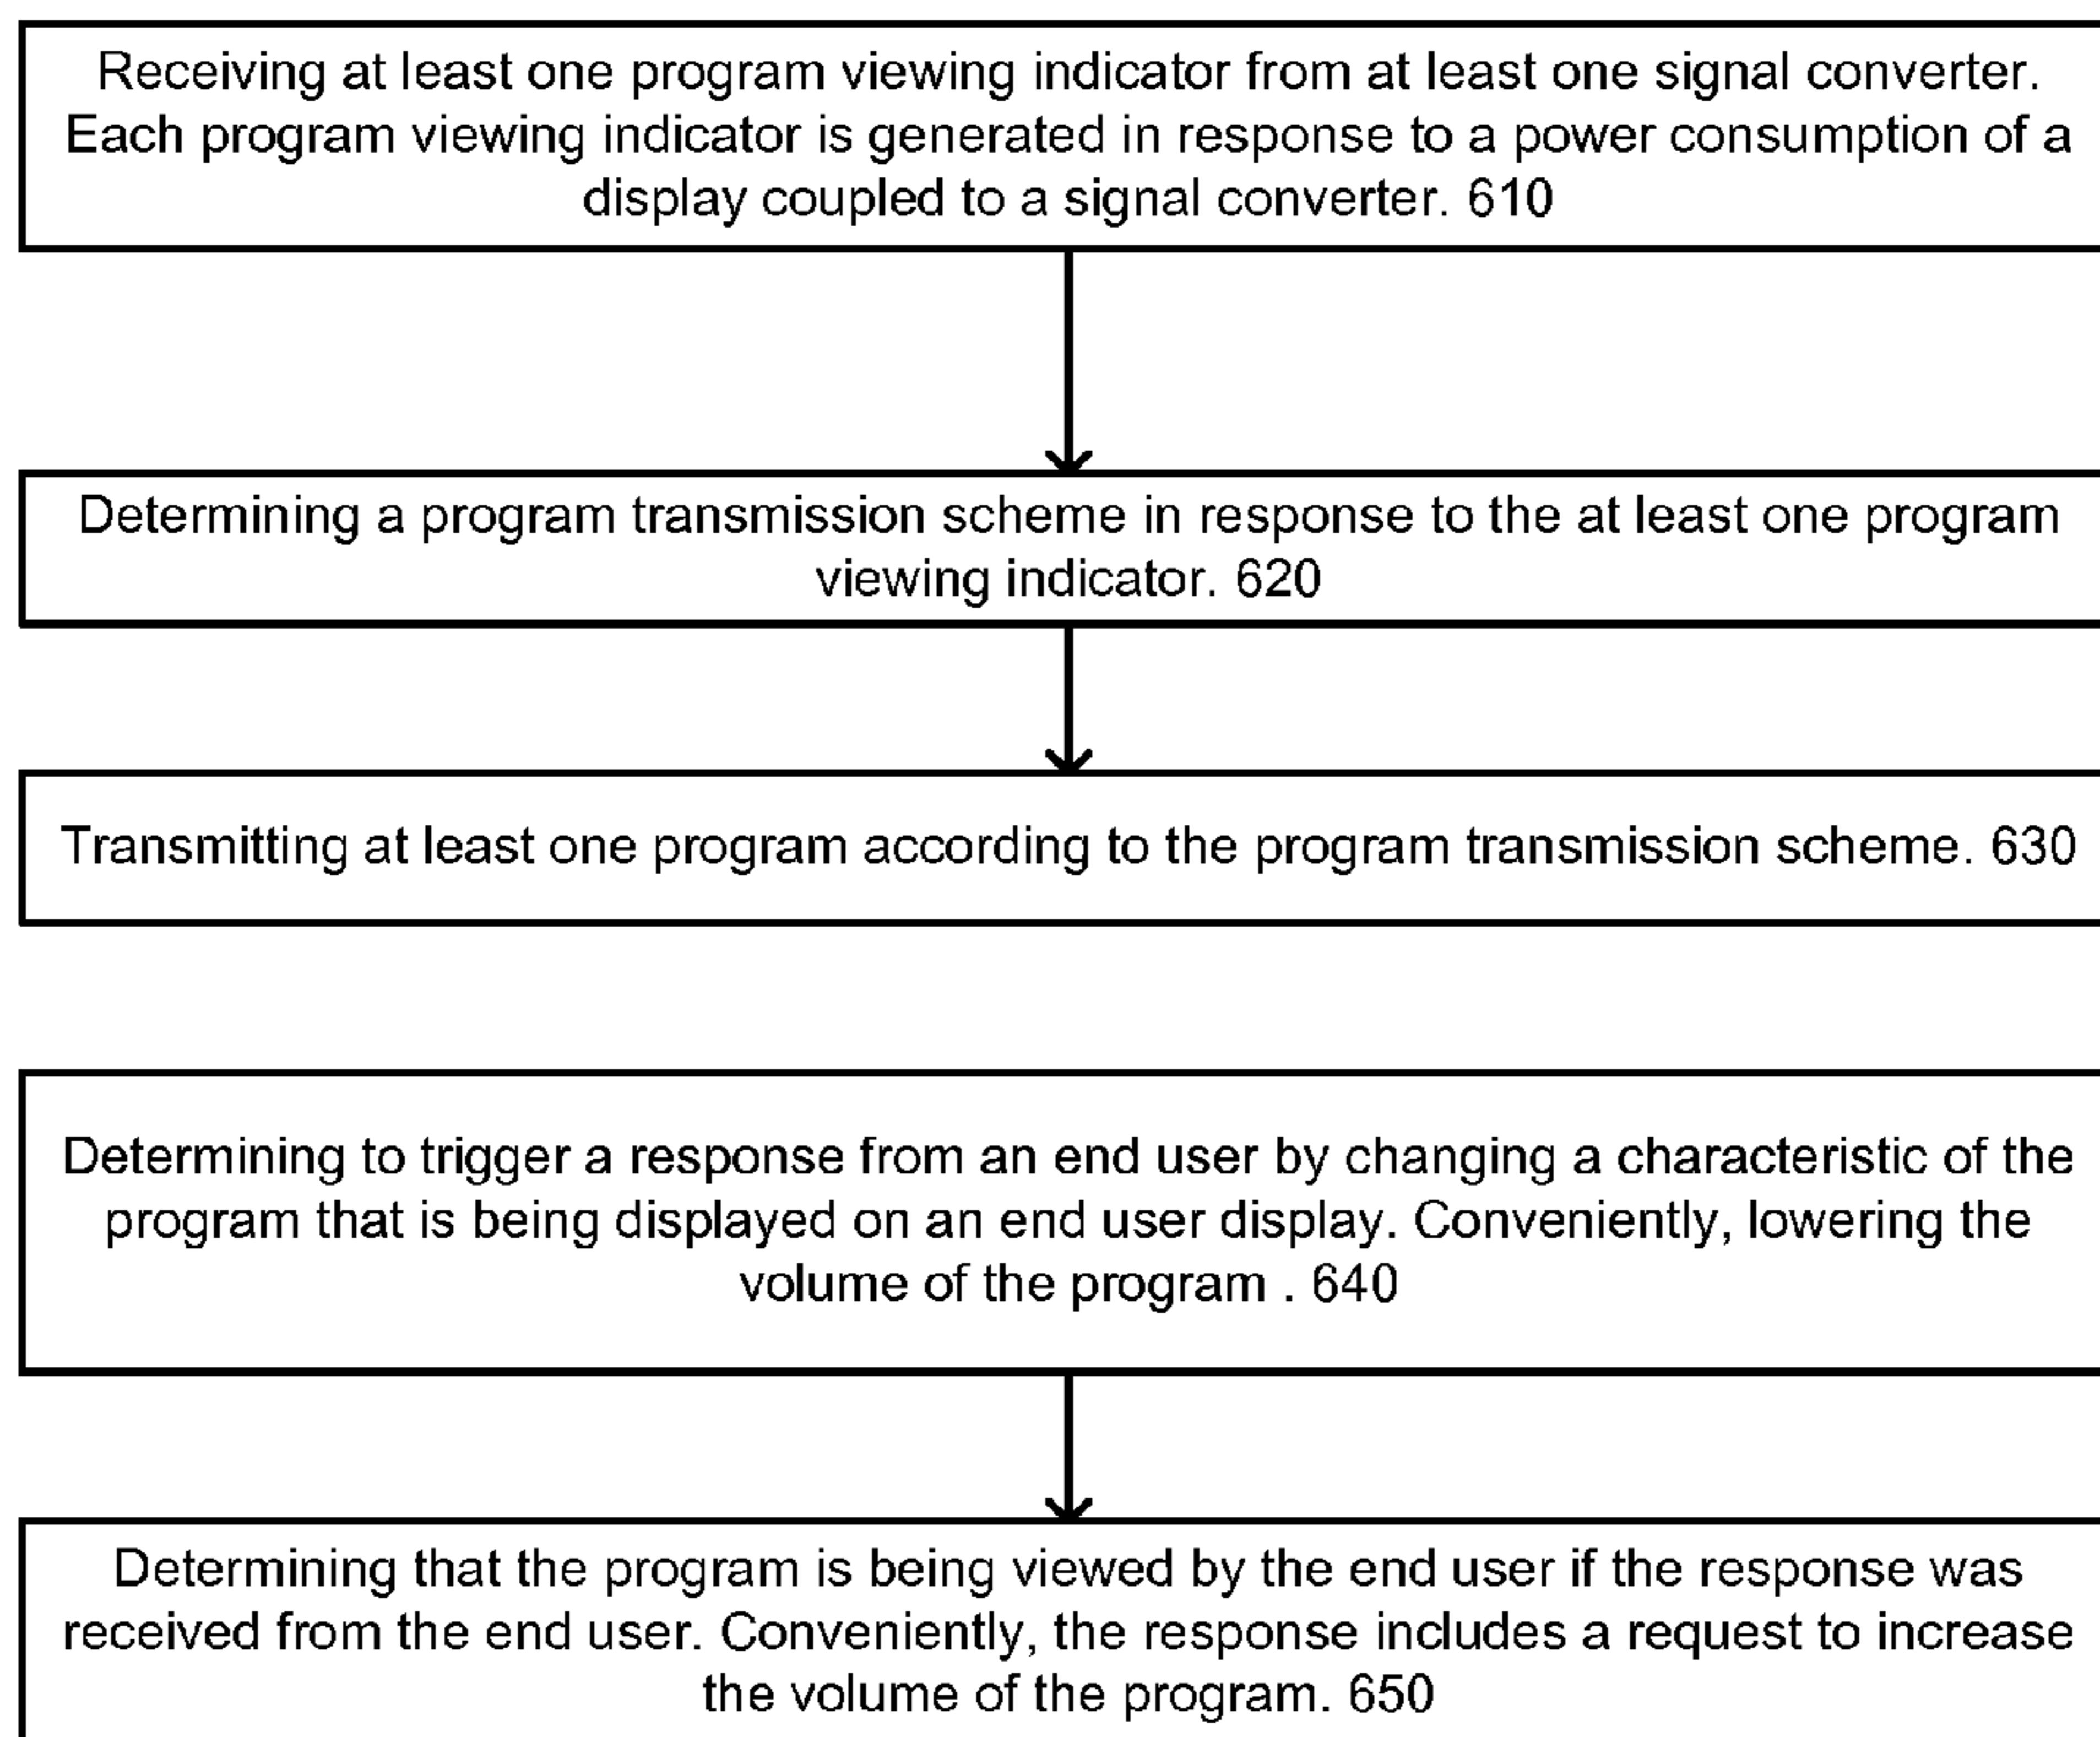 Receiving at least one program viewing indicator from at least one signal converter.
Each program viewing indicator is generated in response to a power consumption of a
display coupled to a signal converter. 610
Determining a program transmission scheme in response to the at least one program
viewing indicator. 620
Transmitting at least one program according to the program transmission scheme. 630
Determining to trigger a response from an end user by changing a characteristic of the
program that is being displayed on an end user display. Conveniently, lowering the
volume of the program . 640
Determining that the program is being viewed by the end user if the response was
received from the end user. Conveniently, the response includes a request to increase
the volume of the program. 650